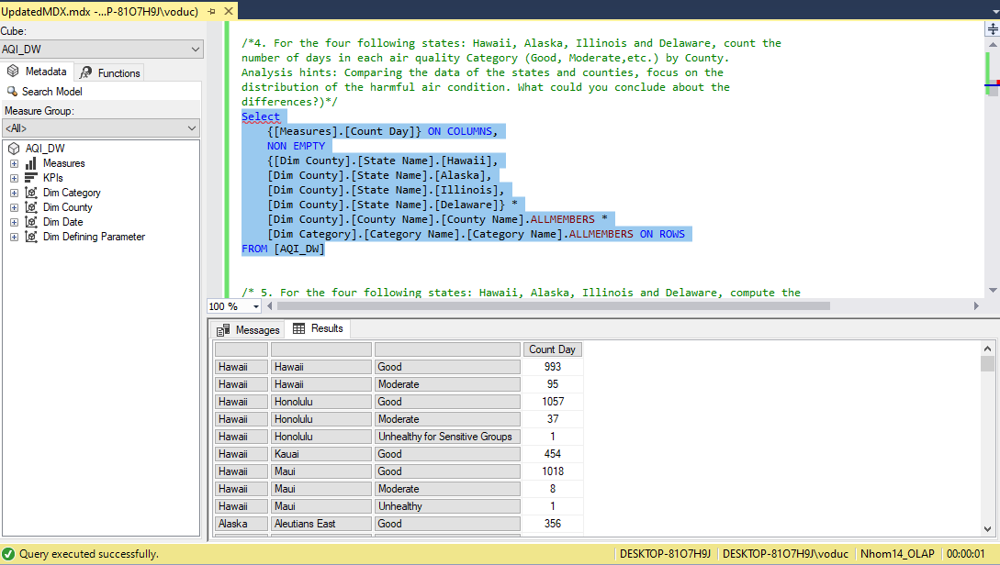 UpdatedMDX.mdx -...P-81O7H9J\voduc)
Cube:
AQI_DW
Metadata
Functions
Search Model
Measure Group:
<All>
AQI_DW
Measures
KPIs
Dim Category
Dim County
Dim Date
Dim Defining Parameter
/*4. For the four following states: Hawaii, Alaska, Illinois and Delaware, count the
number of days in each air quality Category (Good, Moderate,etc.) by County.
Analysis hints: Comparing the data of the states and counties, focus on the
distribution of the harmful air condition. What could you conclude about the
differences?)*/
Select
{[Measures].[Count Day]} ON COLUMNS,
NON EMPTY
{[Dim County].[State Name].[Hawaii],
[Dim County].[State Name].[Alaska],
[Dim County].[State Name].[Illinois],
[Dim County].[State Name].[Delaware]} *
[Dim County].[County Name].[County Name].ALLMEMBERS *
[Dim Category].[Category Name].[Category Name].ALLMEMBERS ON ROWS
FROM [AQI_DW]
/* 5. For the four following states: Hawaii, Alaska, Illinois and Delaware, compute the
100 %
Messages
Results
Count Day
Hawaii Hawaii Good 993
Hawaii Hawaii Moderate 95
Hawaii Honolulu Good 1057
Hawaii Honolulu Moderate 37
Hawaii Honolulu Unhealthy for Sensitive Groups 1
Hawaii Kauai Good 454
Hawaii Maui Good 1018
Hawaii Maui Moderate 8
Hawaii Maui Unhealthy 1
Alaska Aleutians East Good 356
Query executed successfully.
DESKTOP-81O7H9J
DESKTOP-81O7H9J\voduc
Nhom14_OLAP
00:00:01